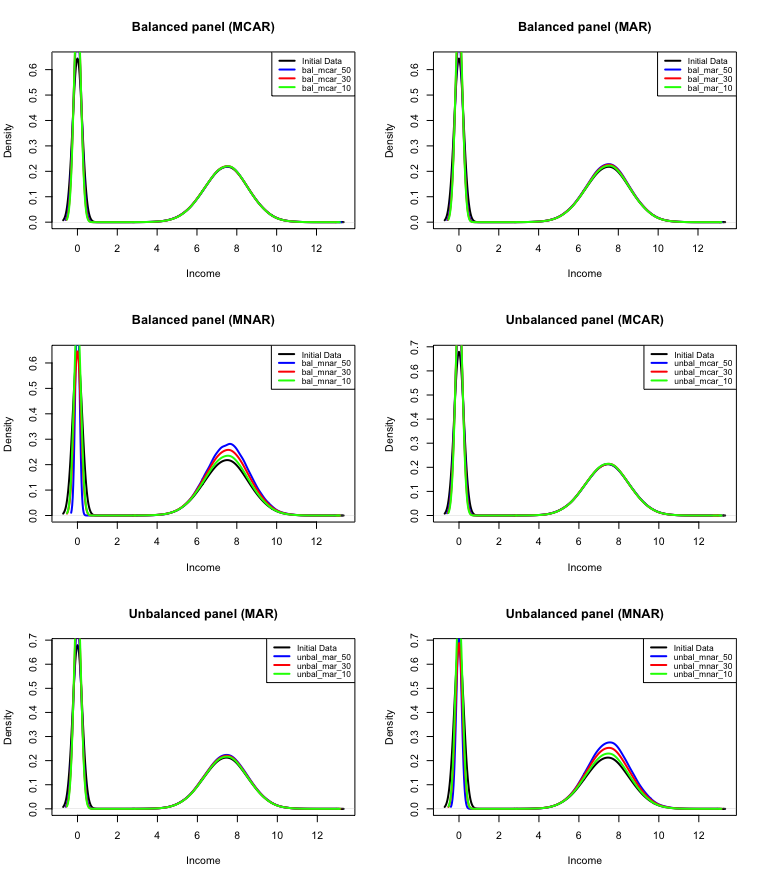 Balanced panel (MCAR)
Density
0.0 0.1 0.2 0.3 0.4 0.5 0.6
Initial Data
bal_mcar_50
bal_mcar_30
bal_mcar_10
0 2 4 6 8 10 12
Income
Balanced panel (MAR)
Density
0.0 0.1 0.2 0.3 0.4 0.5 0.6
Initial Data
bal_mar_50
bal_mar_30
bal_mar_10
0 2 4 6 8 10 12
Income
Balanced panel (MNAR)
Density
0.0 0.1 0.2 0.3 0.4 0.5 0.6
Initial Data
bal_mnar_50
bal_mnar_30
bal_mnar_10
0 2 4 6 8 10 12
Income
Unbalanced panel (MCAR)
Density
0.0 0.1 0.2 0.3 0.4 0.5 0.6 0.7
Initial Data
unbal_mcar_50
unbal_mcar_30
unbal_mcar_10
0 2 4 6 8 10 12
Income
Unbalanced panel (MAR)
Density
0.0 0.1 0.2 0.3 0.4 0.5 0.6 0.7
Initial Data
unbal_mar_50
unbal_mar_30
unbal_mar_10
0 2 4 6 8 10 12
Income
Unbalanced panel (MNAR)
Density
0.0 0.1 0.2 0.3 0.4 0.5 0.6 0.7
Initial Data
unbal_mnar_50
unbal_mnar_30
unbal_mnar_10
0 2 4 6 8 10 12
Income